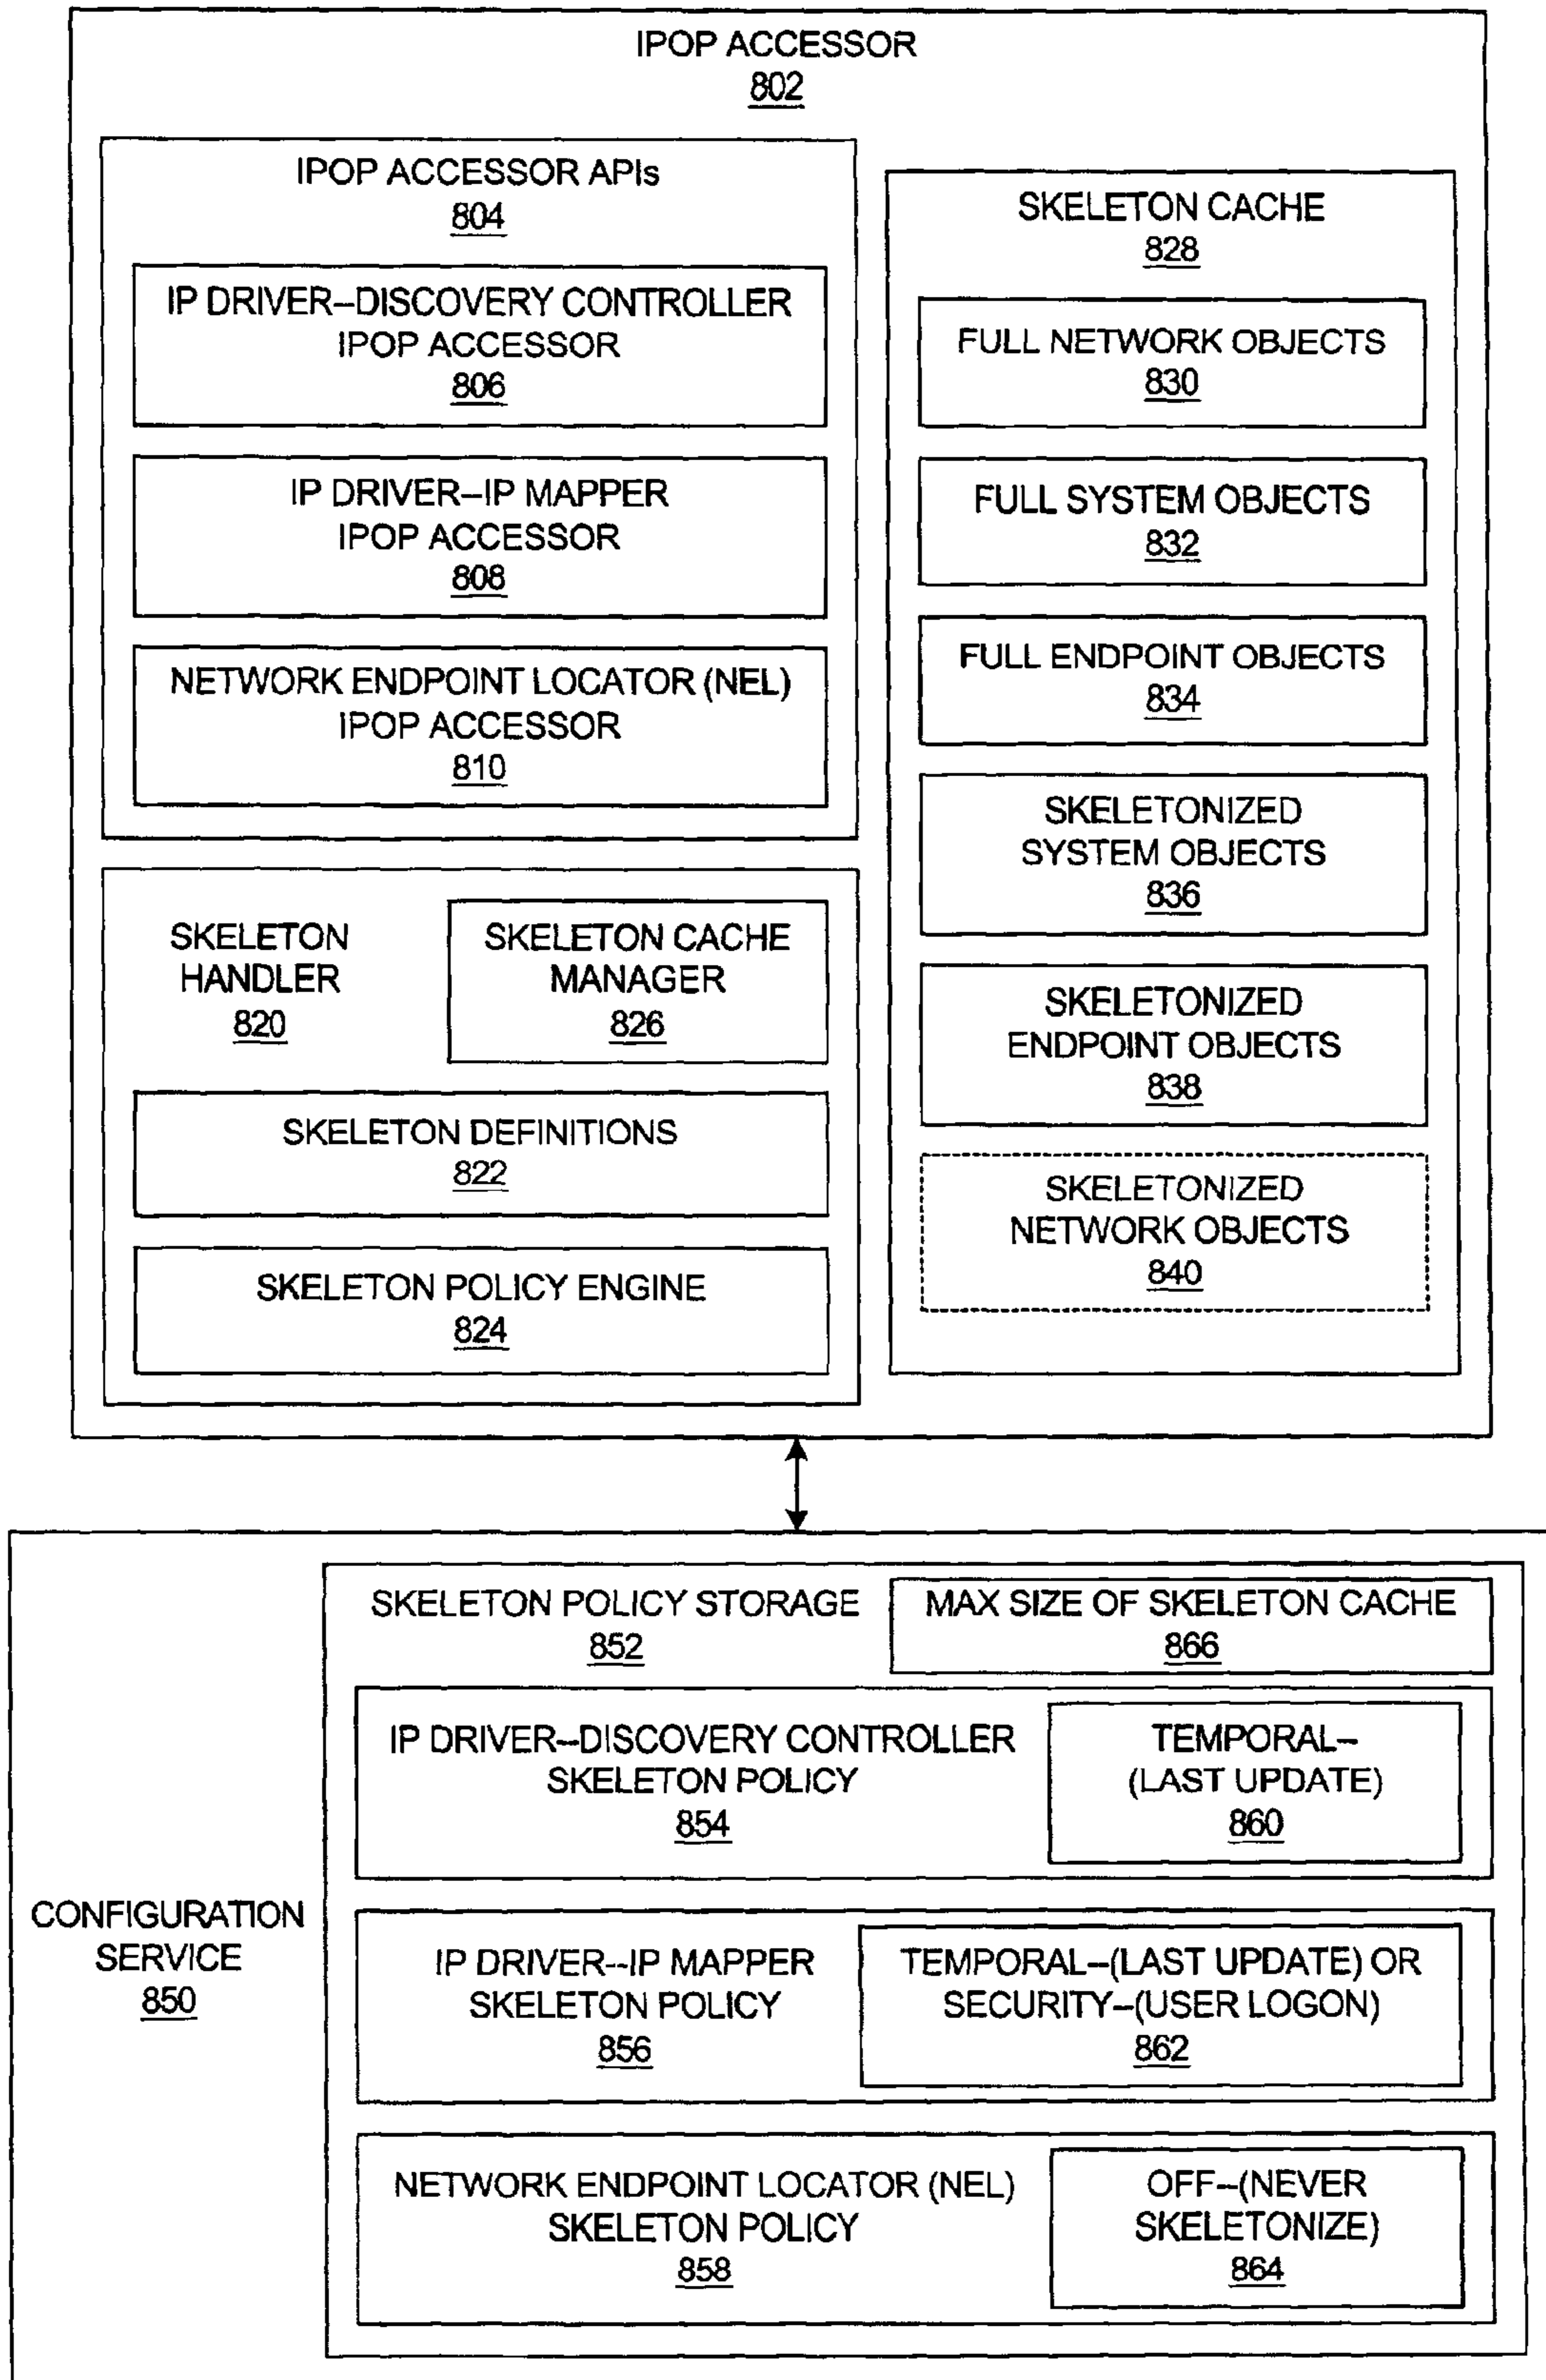 IPOP ACCESSOR
802
IPOP ACCESSOR APIs
804
IP DRIVER–DISCOVERY CONTROLLER
IPOP ACCESSOR
806
IP DRIVER–IP MAPPER
IPOP ACCESSOR
808
NETWORK ENDPOINT LOCATOR (NEL)
IPOP ACCESSOR
810
SKELETON
HANDLER
820
SKELETON CACHE
MANAGER
826
SKELETON DEFINITIONS
822
SKELETON POLICY ENGINE
824
SKELETON CACHE
828
FULL NETWORK OBJECTS
830
FULL SYSTEM OBJECTS
832
FULL ENDPOINT OBJECTS
834
SKELETONIZED
SYSTEM OBJECTS
836
SKELETONIZED
ENDPOINT OBJECTS
838
SKELETONIZED
NETWORK OBJECTS
840
CONFIGURATION
SERVICE
850
SKELETON POLICY STORAGE
852
MAX SIZE OF SKELETON CACHE
866
IP DRIVER–DISCOVERY CONTROLLER
SKELETON POLICY
854
TEMPORAL–
(LAST UPDATE)
860
IP DRIVER–IP MAPPER
SKELETON POLICY
856
TEMPORAL–(LAST UPDATE) OR
SECURITY–(USER LOGON)
862
NETWORK ENDPOINT LOCATOR (NEL)
SKELETON POLICY
858
OFF–(NEVER
SKELETONIZE)
864